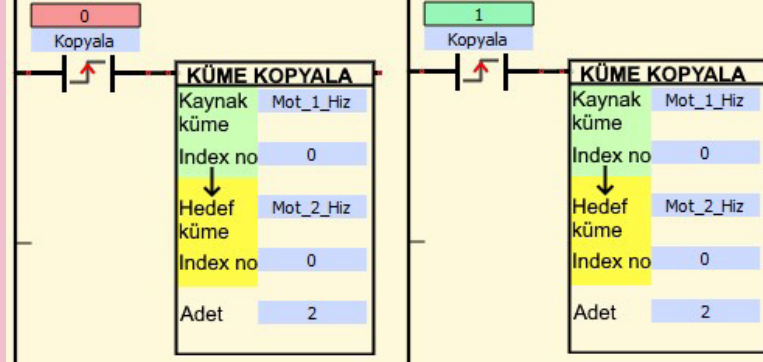 0
Kopyala
KÜME KOPYALA
Kaynak küme Mot_1_Hiz
Index no 0
Hedef küme Mot_2_Hiz
Index no 0
Adet 2
1
Kopyala
KÜME KOPYALA
Kaynak küme Mot_1_Hiz
Index no 0
Hedef küme Mot_2_Hiz
Index no 0
Adet 2